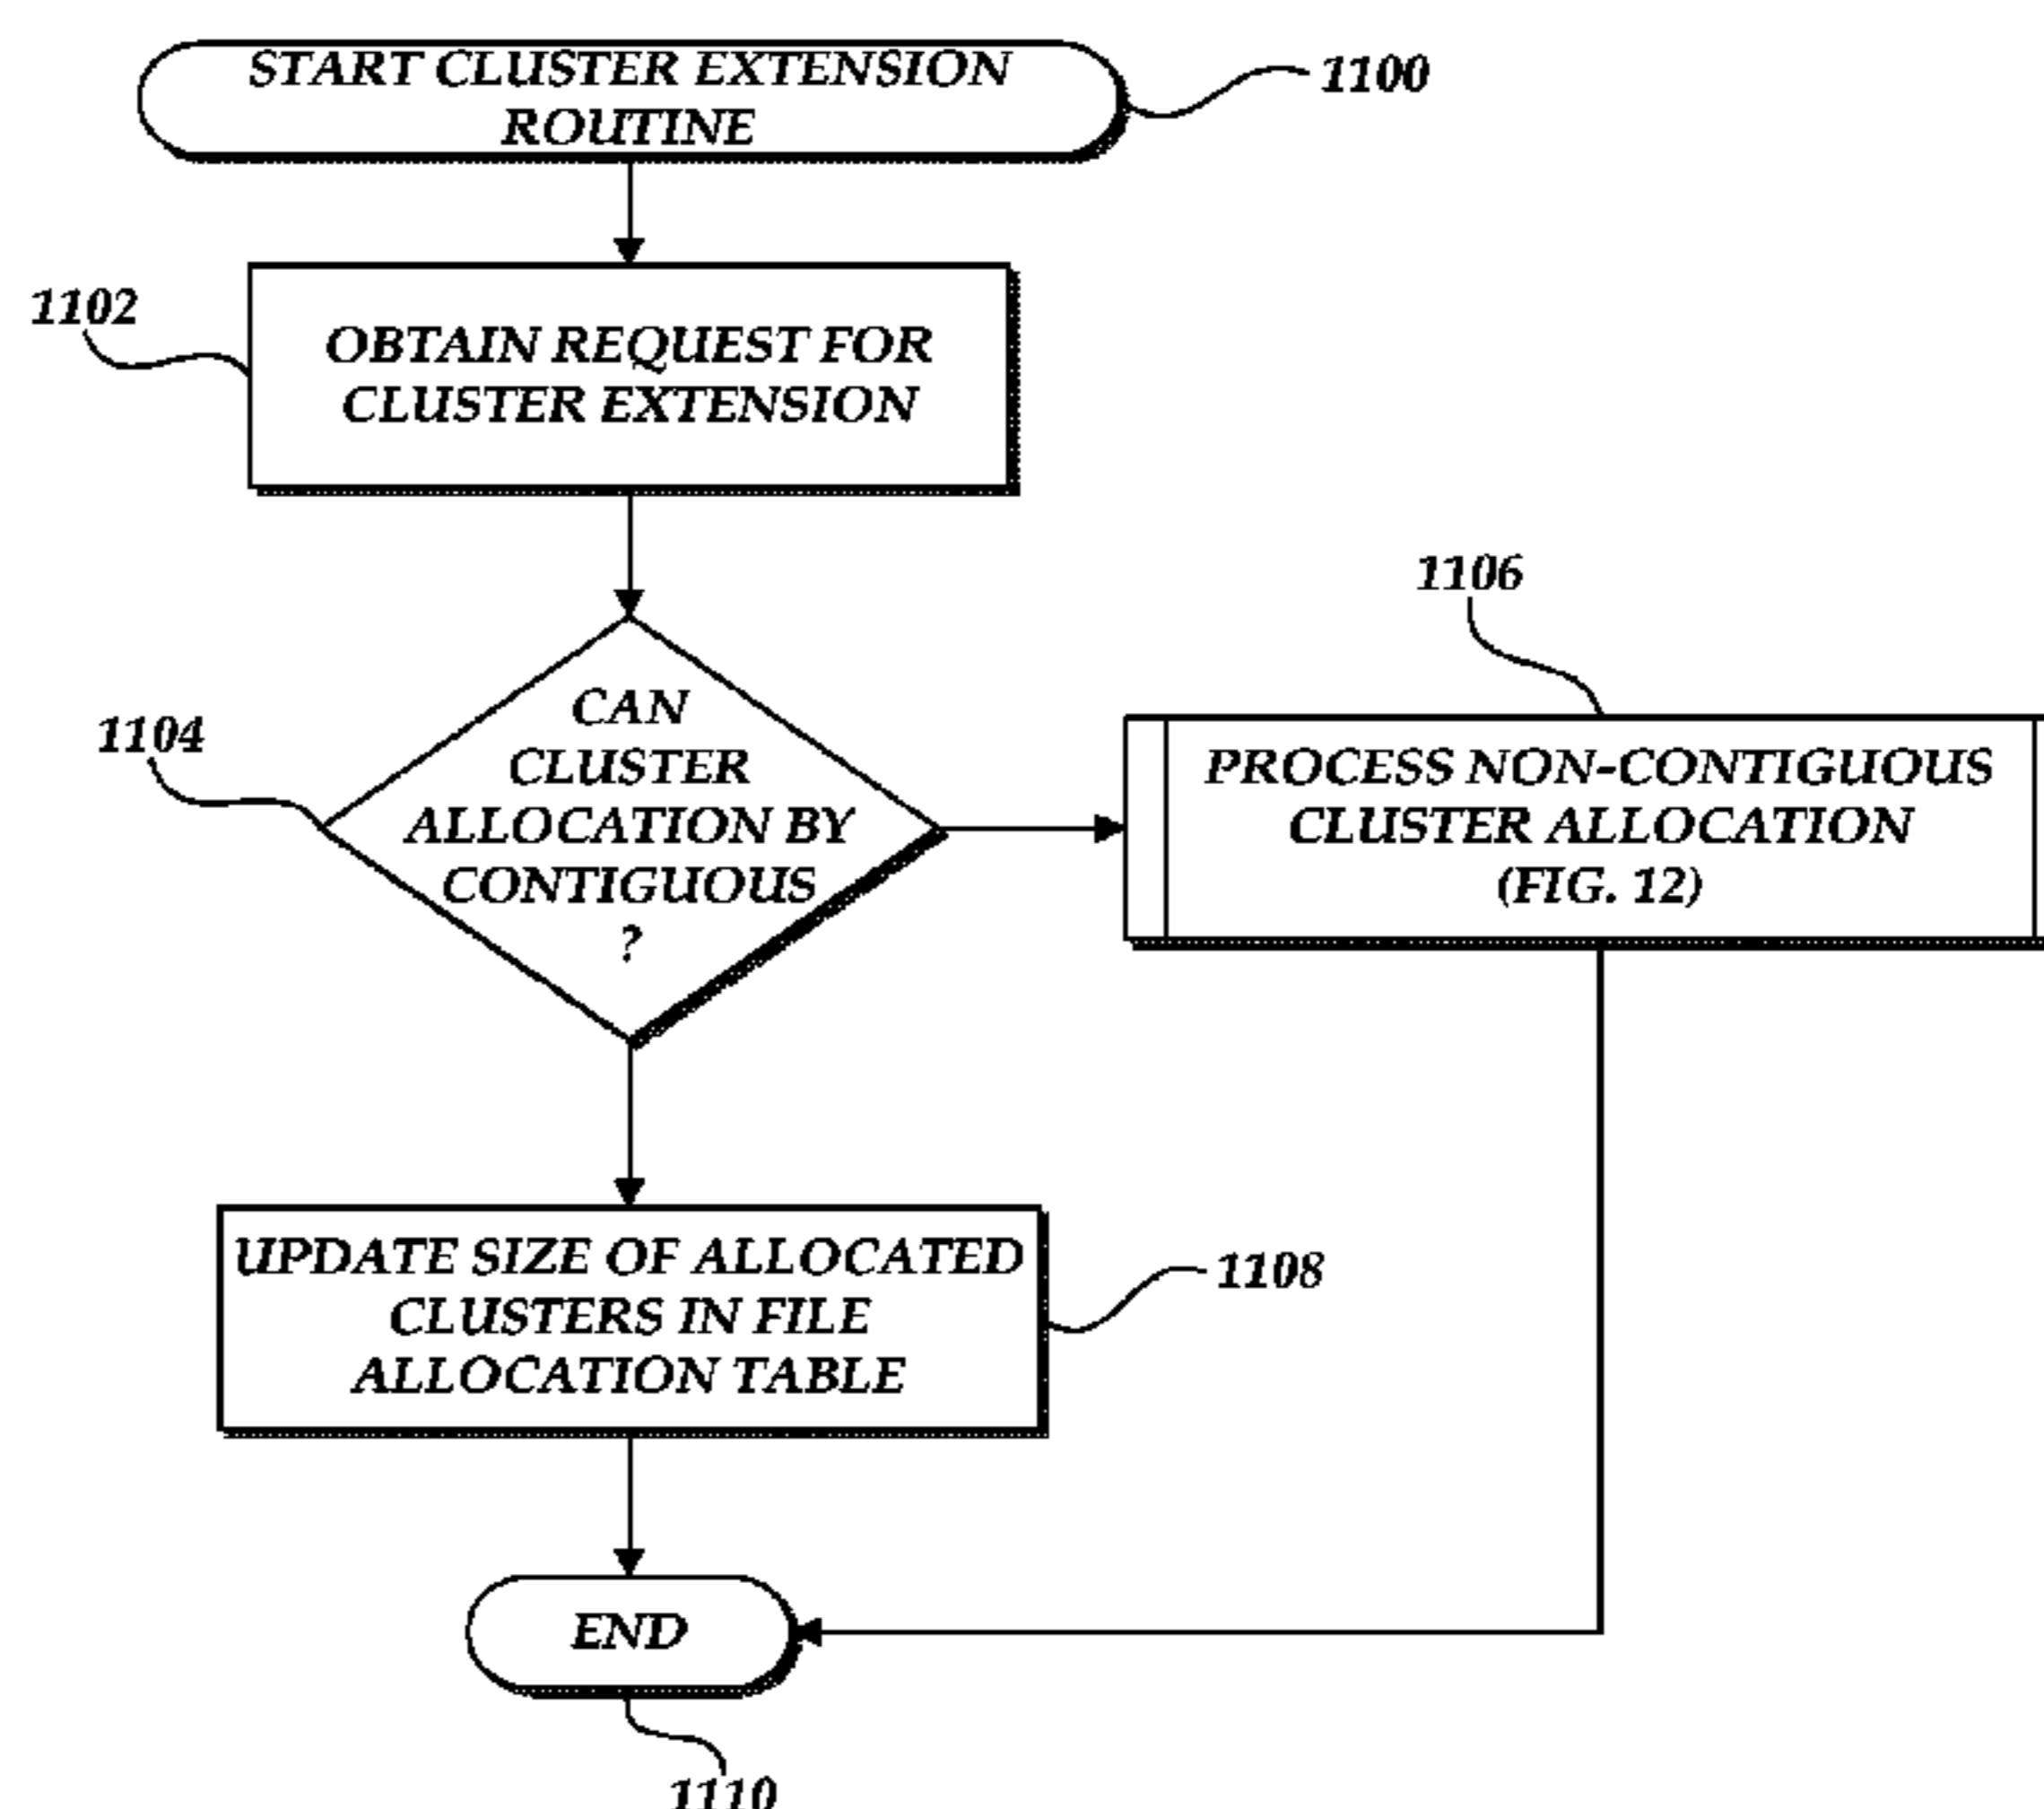 START CLUSTER EXTENSION
ROUTINE
1100
1102
OBTAIN REQUEST FOR
CLUSTER EXTENSION
1104
CAN
CLUSTER
ALLOCATION BY
CONTIGUOUS
?
1106
PROCESS NON-CONTIGUOUS
CLUSTER ALLOCATION
(FIG. 12)
UPDATE SIZE OF ALLOCATED
CLUSTERS IN FILE
ALLOCATION TABLE
1108
END
1110